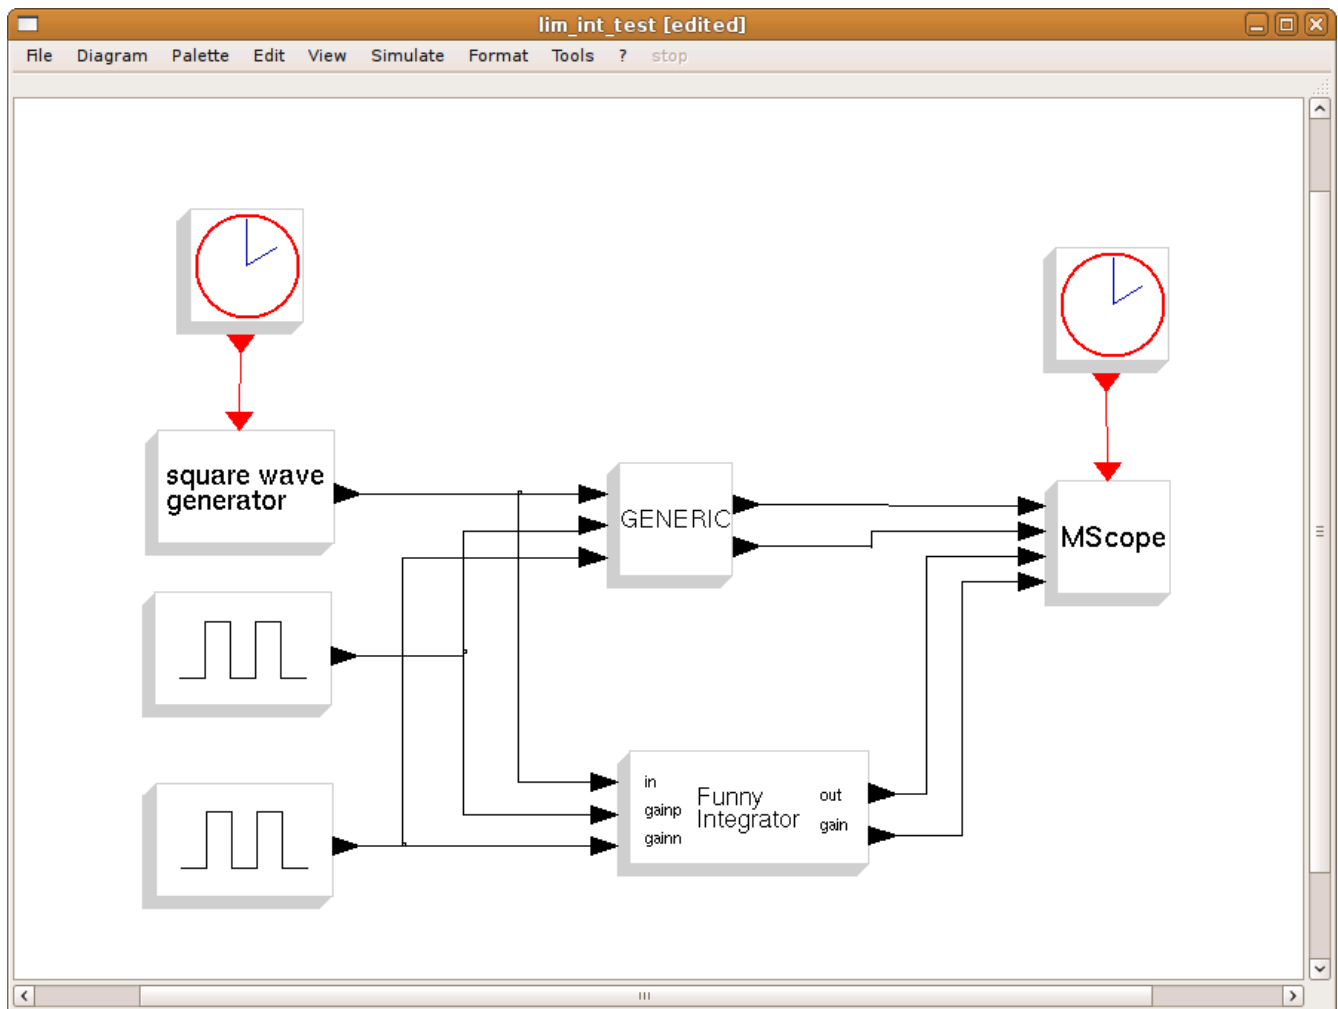 lim_int_test [edited]
File Diagram Palette Edit View Simulate Format Tools ? stop
square wave
generator
GENERIC
MScope
in
gainp
gainn
Funny
Integrator
out
gain